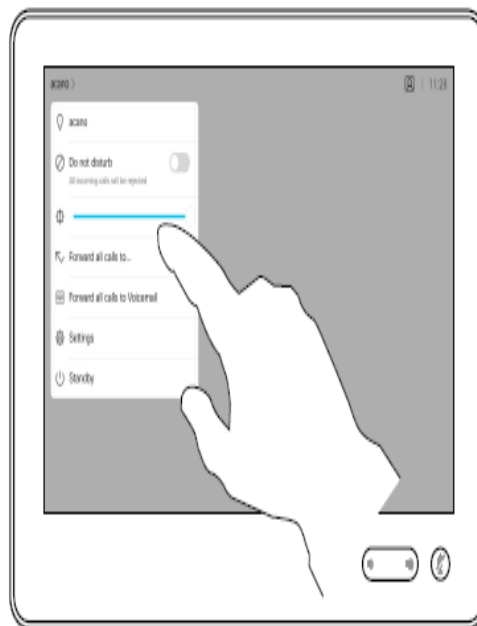 acano >
11:28
acano
Do not disturb
All incoming calls will be rejected
Forward all calls to...
Forward all calls to Voicemail
Settings
Standby